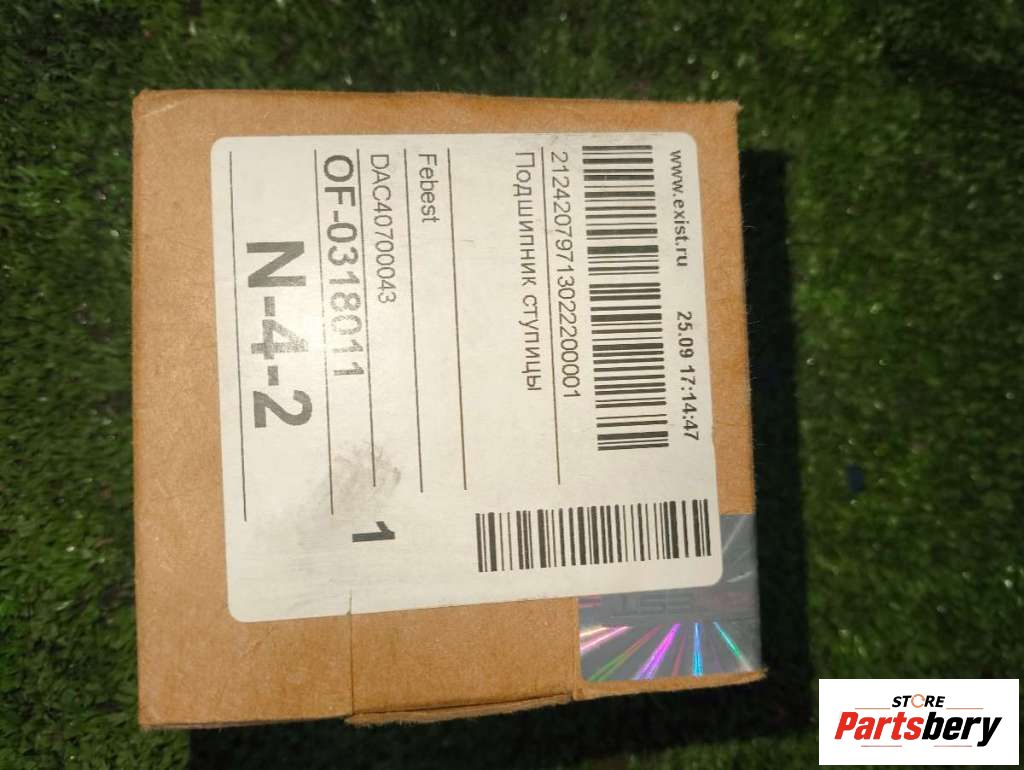 www.exist.ru 25.09 17:14:47
2124207971302220001
Подшипник ступицы
Febest
DAC40700043
OF-0318011 1
N-4-2
EST
STORE
Partsbery